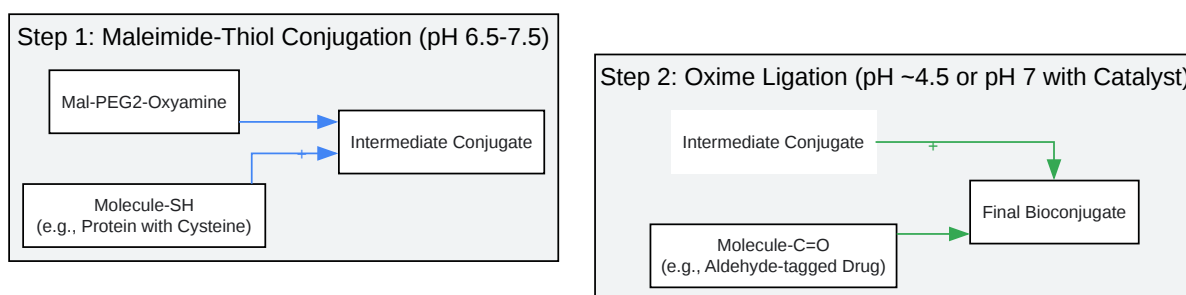 Step 1: Maleimide-Thiol Conjugation (pH 6.5-7.5)
Mal-PEG2-Oxyamine
Intermediate Conjugate
+
Molecule-SH
(e.g., Protein with Cysteine)
Step 2: Oxime Ligation (pH ~4.5 or pH 7 with Catalyst)
Intermediate Conjugate
+
Final Bioconjugate
Molecule-C=O
(e.g., Aldehyde-tagged Drug)